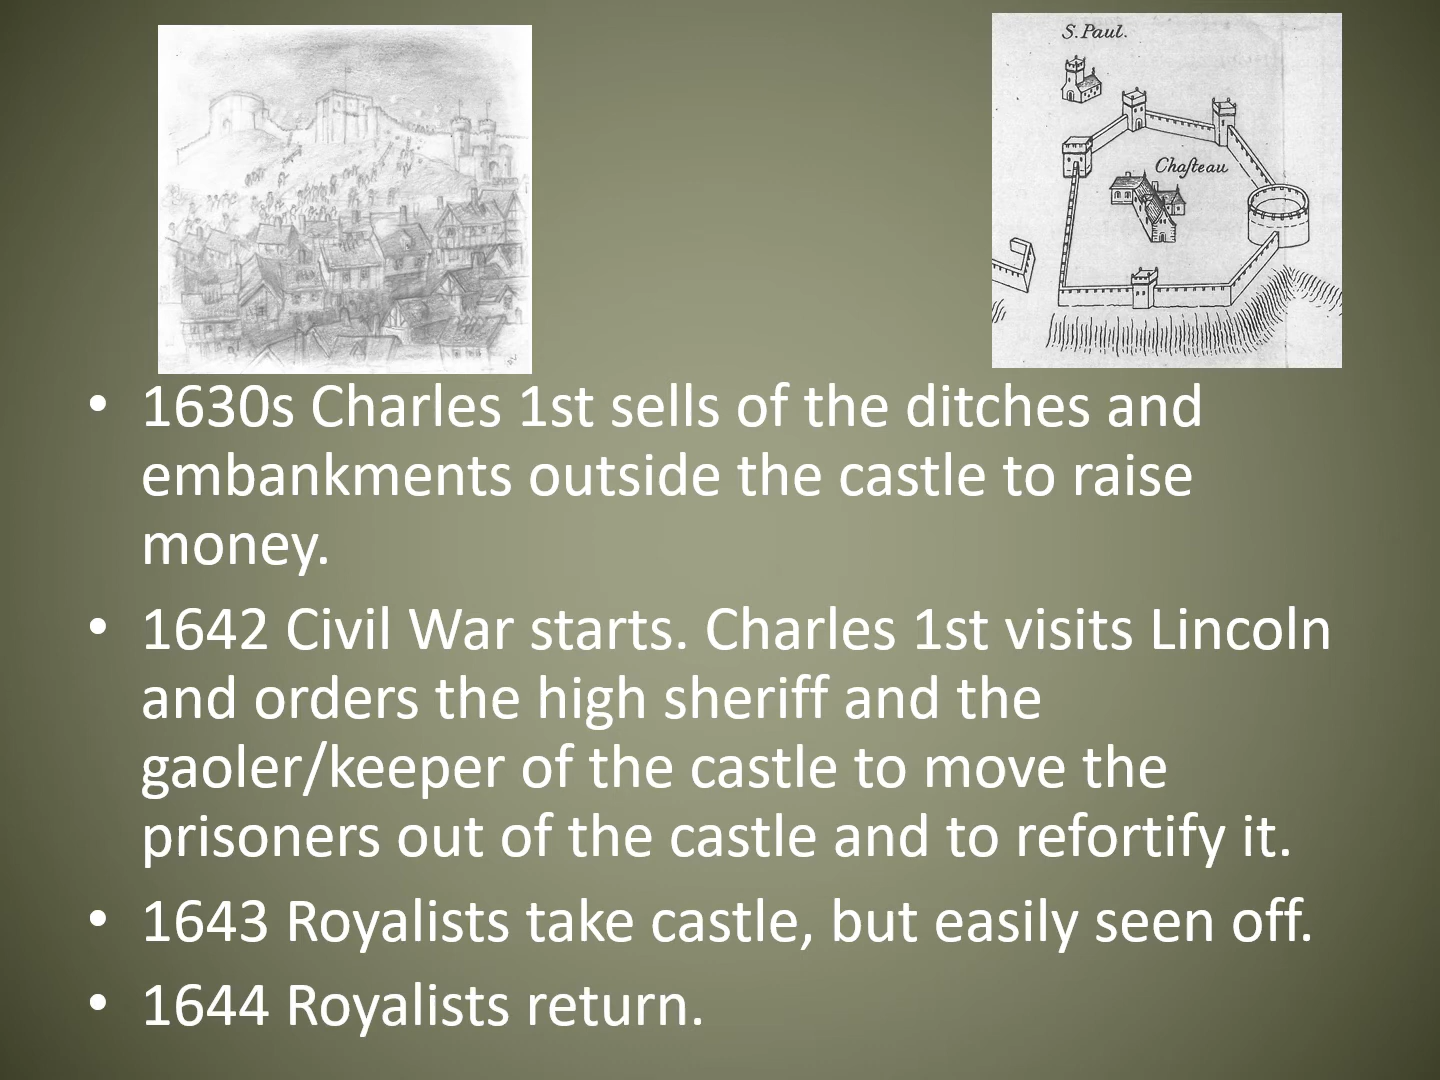 S. Paul.
Chaſteau
• 1630s Charles 1st sells of the ditches and
embankments outside the castle to raise
money.
• 1642 Civil War starts. Charles 1st visits Lincoln
and orders the high sheriff and the
gaoler/keeper of the castle to move the
prisoners out of the castle and to refortify it.
• 1643 Royalists take castle, but easily seen off.
• 1644 Royalists return.